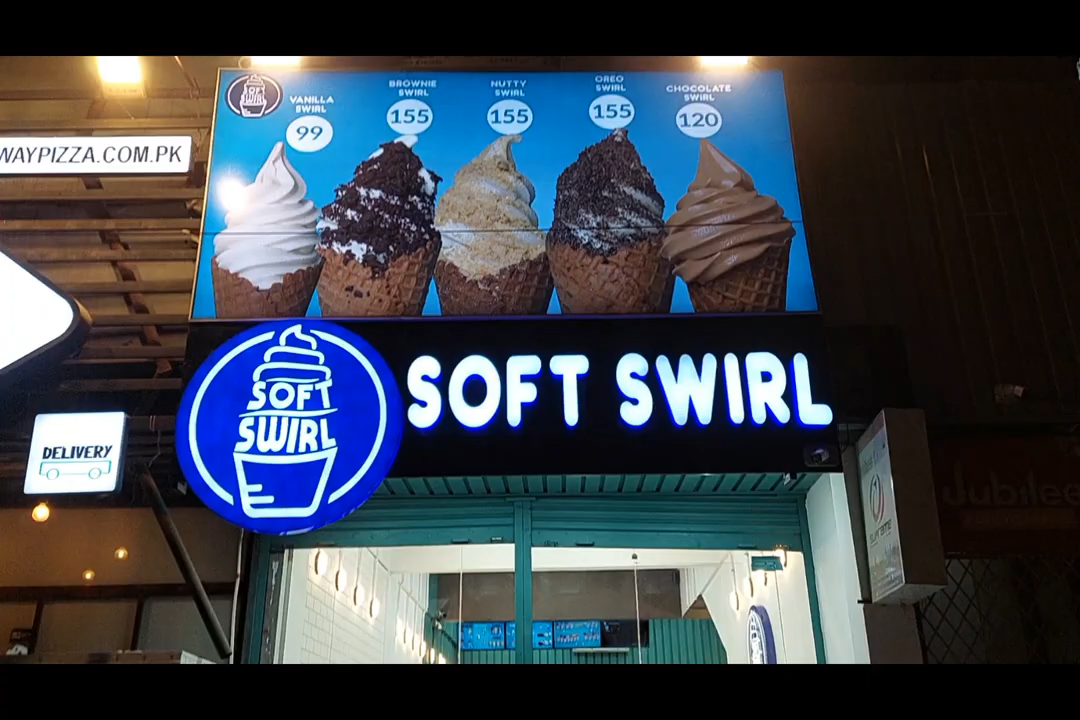 SOFT
SWIRL
VANILLA
SWIRL
99
BROWNIE
SWIRL
155
NUTTY
SWIRL
155
OREO
SWIRL
155
CHOCOLATE
SWIRL
120
WAYPIZZA.COM.PK
SOFT
SWIRL
SOFT SWIRL
DELIVERY
Jubilee